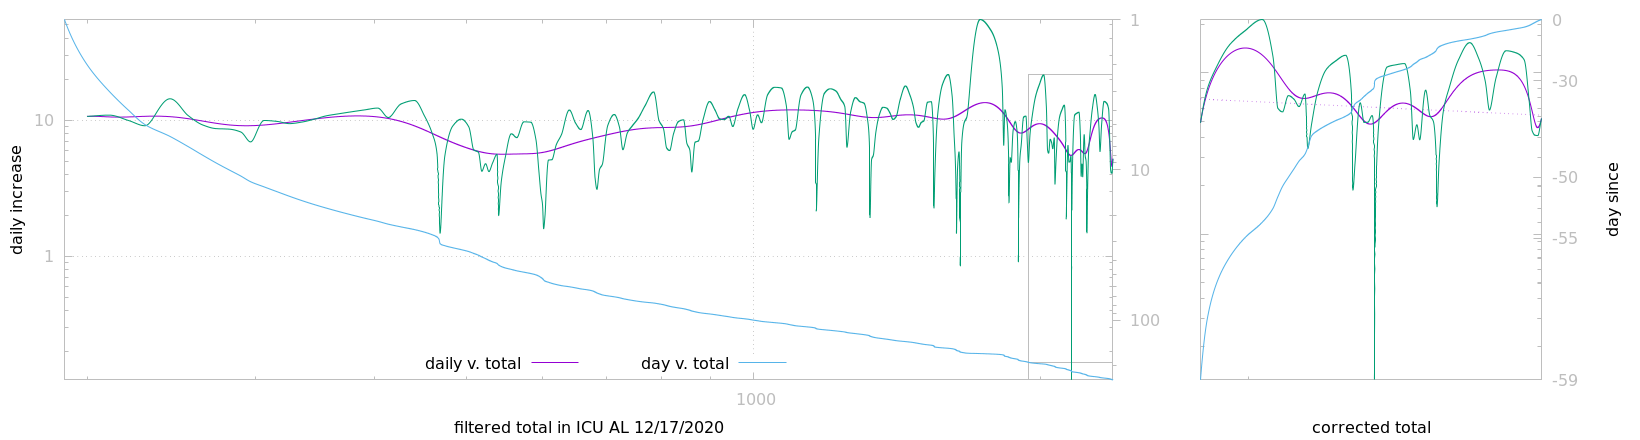 daily increase
10
1
daily v. total
day v. total
1000
filtered total in ICU AL 12/17/2020
1
10
100
0
-30
-50
-55
-59
day since
corrected total